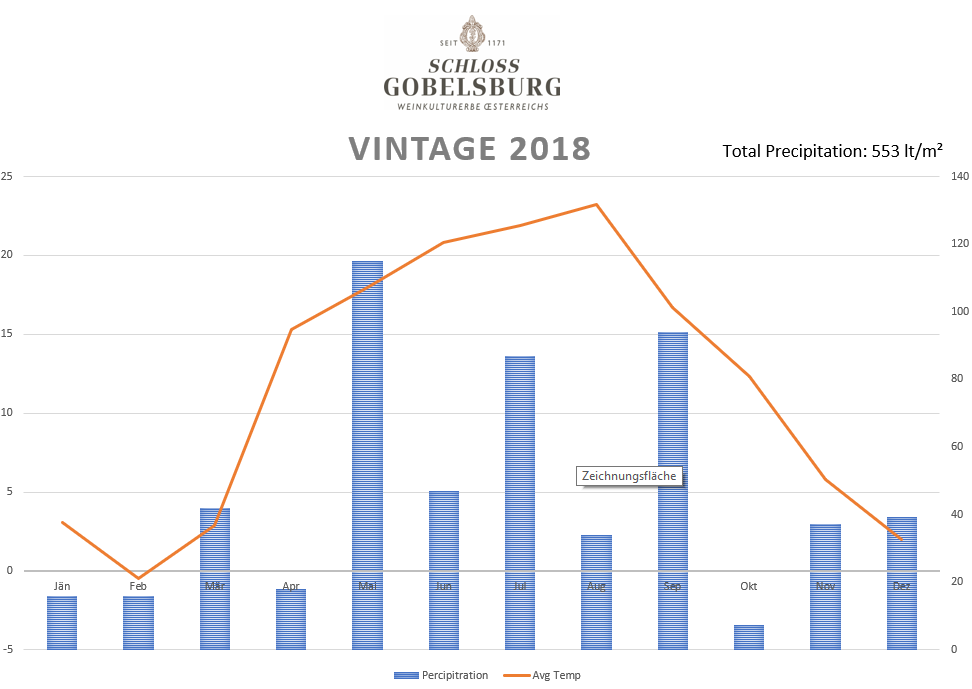 SEIT 1171
SCHLOSS
GOBELSBURG
WEINKULTURERBE ŒSTERREICHS
VINTAGE 2018
Total Precipitation: 553 lt/m²
25 140
20 120
15 100
10 80
5 60
0 40
-5 20
0
Zeichnungsfläche
Jän Feb Mär Apr Mai Jun Jul Aug Sep Okt Nov Dez
Percipitration Avg Temp